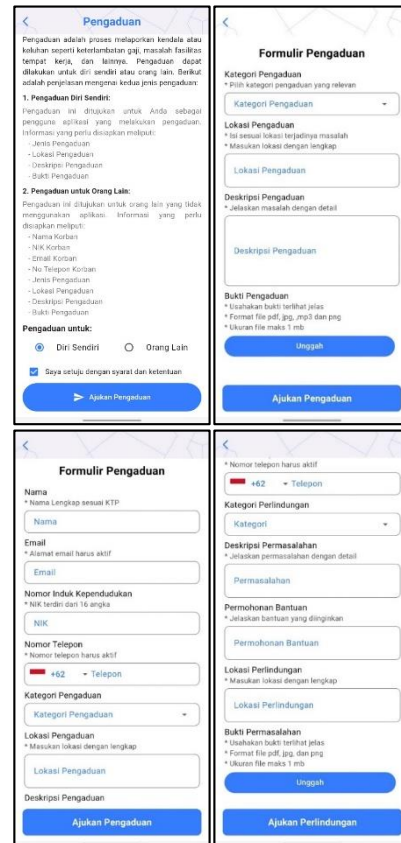 Pengaduan
Pengaduan adalah proses melaporkan kendala atau
keluhan seperti keterlambatan gaji, masalah fasilitas
tempat kerja, dan lainnya. Pengaduan dapat
dilakukan untuk diri sendiri atau orang lain. Berikut
adalah penjelasan mengenai kedua jenis pengaduan:
1. Pengaduan Diri Sendiri:
Pengaduan ini ditujukan untuk Anda sebagai
pengguna aplikasi yang melakukan pengaduan.
Informasi yang perlu disiapkan meliputi:
- Jenis Pengaduan
- Lokasi Pengaduan
- Deskripsi Pengaduan
- Bukti Pengaduan
2. Pengaduan untuk Orang Lain:
Pengaduan ini ditujukan untuk orang lain yang tidak
menggunakan aplikasi. Informasi yang perlu
disiapkan meliputi:
- Nama Korban
- NIK Korban
- Email Korban
- No Telepon Korban
- Jenis Pengaduan
- Lokasi Pengaduan
- Deskripsi Pengaduan
- Bukti Pengaduan
Pengaduan untuk:
Diri Sendiri Orang Lain
Saya setuju dengan syarat dan ketentuan
Ajukan Pengaduan
Formulir Pengaduan
Kategori Pengaduan
* Pilih kategori pengaduan yang relevan
Kategori Pengaduan
Lokasi Pengaduan
* Isi sesuai lokasi terjadinya masalah
* Masukan lokasi dengan lengkap
Lokasi Pengaduan
Deskripsi Pengaduan
* Jelaskan masalah dengan detail
Deskripsi Pengaduan
Bukti Pengaduan
* Usahakan bukti terlihat jelas
* Format file pdf, jpg, ,mp3 dan png
* Ukuran file maks 1 mb
Unggah
Ajukan Pengaduan
Formulir Pengaduan
Nama
* Nama Lengkap sesuai KTP
Nama
Email
* Alamat email harus aktif
Email
Nomor Induk Kependudukan
* NIK terdiri dari 16 angka
NIK
Nomor Telepon
* Nomor telepon harus aktif
+62 Telepon
Kategori Pengaduan
Kategori Pengaduan
Lokasi Pengaduan
* Masukan lokasi dengan lengkap
Lokasi Pengaduan
Deskripsi Pengaduan
Ajukan Pengaduan
* Nomor telepon harus aktif
+62 Telepon
Kategori Perlindungan
Kategori
Deskripsi Permasalahan
* Jelaskan permasalahan dengan detail
Permasalahan
Permohonan Bantuan
* Jelaskan bantuan yang diinginkan
Permohonan Bantuan
Lokasi Perlindungan
* Masukan lokasi dengan lengkap
Lokasi Perlindungan
Bukti Permasalahan
* Usahakan bukti terlihat jelas
* Format file pdf, jpg, dan png
* Ukuran file maks 1 mb
Unggah
Ajukan Perlindungan